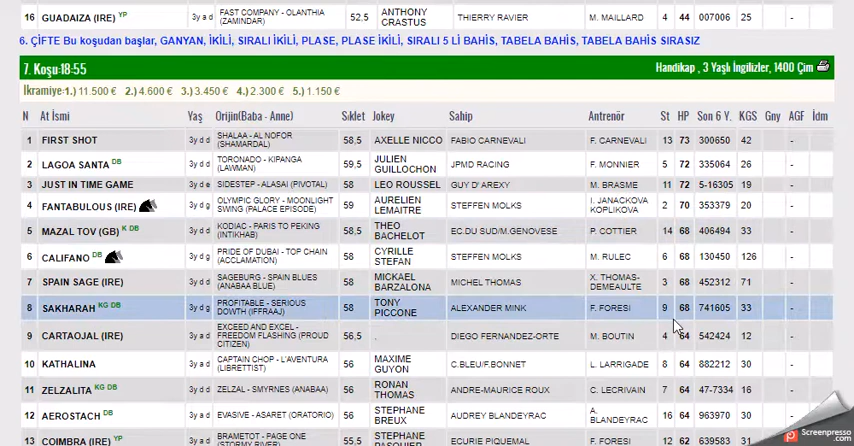 16 GUADAIZA (IRE) YP 3y a d FAST COMPANY - OLANTHIA (ZAMINDAR) 52,5 ANTHONY CRASTUS THIERRY RAVIER M. MAILLARD 4 44 007006 25 -
6. ÇİFTE Bu koşudan başlar, GANYAN, İKİLİ, SIRALI İKİLİ, PLASE, PLASE İKİLİ, SIRALI 5 Lİ BAHİS, TABELA BAHİS, TABELA BAHİS SIRASIZ
7. Koşu:18:55 Handikap , 3 Yaşlı İngilizler, 1400 Çim
İkramiye:1.) 11.500 € 2.) 4.600 € 3.) 3.450 € 4.) 2.300 € 5.) 1.150 €
N At İsmi Yaş Orijin(Baba - Anne) Sıklet Jokey Sahip Antrenör St HP Son 6 Y. KGS Gny AGF İdm
1 FIRST SHOT 3y d d SHALAA - AL NOFOR (SHAMARDAL) 58,5 AXELLE NICCO FABIO CARNEVALI F. CARNEVALI 13 73 300650 42 -
2 LAGOA SANTA DB 3y d d TORONADO - KIPANGA (LAWMAN) 59,5 JULIEN GUILLOCHON JPMD RACING F. MONNIER 5 72 335064 26 -
3 JUST IN TIME GAME 3y d e SIDESTEP - ALASAI (PIVOTAL) 58 LEO ROUSSEL GUY D' AREXY M. BRASME 11 72 5-16305 19 -
4 FANTABULOUS (IRE) 3y d g OLYMPIC GLORY - MOONLIGHT SWING (PALACE EPISODE) 59 AURELIEN LEMAITRE STEFFEN MOLKS I. JANACKOVA KOPLIKOVA 2 70 353379 20 -
5 MAZAL TOV (GB) K DB 3y d d KODIAC - PARIS TO PEKING (INTIKHAB) 58,5 THEO BACHELOT EC.DU SUD/M.GENOVESE P. COTTIER 14 68 406494 33 -
6 CALIFANO DB 3y d d PRIDE OF DUBAI - TOP CHAIN (ACCLAMATION) 58 CYRILLE STEFAN STEFFEN MOLKS M. RULEC 6 68 130450 126 -
7 SPAIN SAGE (IRE) 3y a d SAGEBURG - SPAIN BLUES (ANABAA BLUE) 58 MICKAEL BARZALONA MICHEL THOMAS X. THOMAS-DEMEAULTE 3 68 452312 71 -
8 SAKHARAH KG DB 3y d g PROFITABLE - SERIOUS DOWTH (IFFRAAJ) 58 TONY PICCONE ALEXANDER MINK F. FORESI 9 68 741605 33 -
9 CARTAOJAL (IRE) 3y a d EXCEED AND EXCEL - FREEDOM FLASHING (PROUD CITIZEN) 56,5 . DIEGO FERNANDEZ-ORTE M. BOUTIN 4 64 542424 12 -
10 KATHALINA 3y a d CAPTAIN CHOP - L'AVENTURA (LIBRETTIST) 56 MAXIME GUYON C.BLEU/F.BONNET L. LARRIGADE 8 64 882212 30 -
11 ZELZALITA KG DB 3y d d ZELZAL - SMYRNES (ANABAA) 56 RONAN THOMAS ANDRE-MAURICE ROUX C. LECRIVAIN 7 64 47-7334 16 -
12 AEROSTACH DB 3y a d EVASIVE - ASARET (ORATORIO) 56 STEPHANE BREUX AUDREY BLANDEYRAC A. BLANDEYRAC 16 64 963970 30 -
13 COIMBRA (IRE) YP 3y a d BRAMETOT - PAGE ONE (STORMY RIVER) 55,5 STEPHANE PASQUIER ECURIE PIQUEMAL F. FORESI 12 62 639583 31
Screenpresso
.com